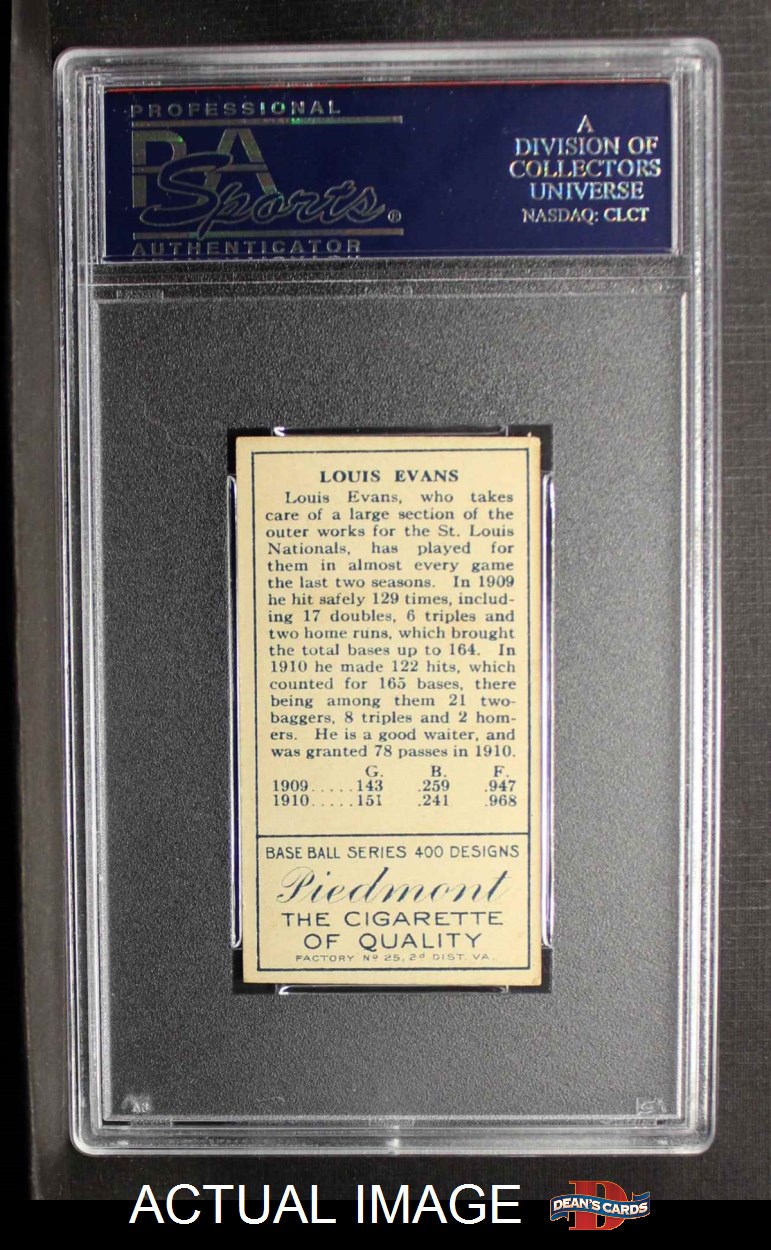 PROFESSIONAL
PSA
Sports®
AUTHENTICATOR
A
DIVISION OF
COLLECTORS
UNIVERSE
NASDAQ: CLCT
LOUIS EVANS
Louis Evans, who takes
care of a large section of the
outer works for the St. Louis
Nationals, has played for
them in almost every game
the last two seasons. In 1909
he hit safely 129 times, includ-
ing 17 doubles, 6 triples and
two home runs, which brought
the total bases up to 164. In
1910 he made 122 hits, which
counted for 165 bases, there
being among them 21 two-
baggers, 8 triples and 2 hom-
ers. He is a good waiter, and
was granted 78 passes in 1910.
G. B. F.
1909.....143 .259 .947
1910.....151 .241 .968
BASE BALL SERIES 400 DESIGNS
Piedmont
THE CIGARETTE
OF QUALITY
FACTORY Nº 25, 2d DIST. VA.
ACTUAL IMAGE
D
DEAN'S CARDS